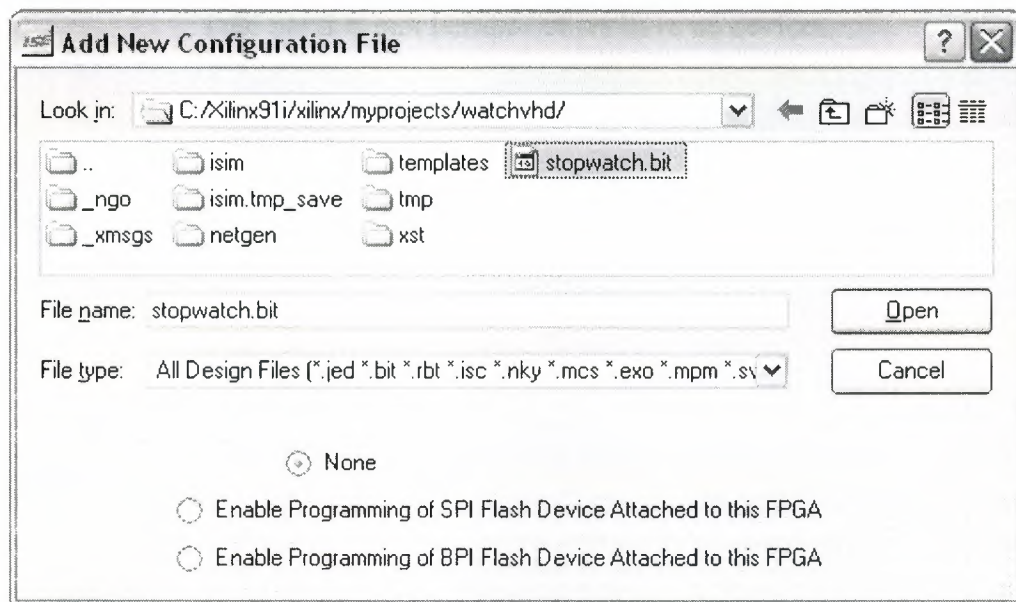 ISE Add New Configuration File
Look in: C:/Xilinx91i/xilinx/myprojects/watchvhd/
.. isim templates stopwatch.bit
_ngo isim.tmp_save tmp
_xmsgs netgen xst
File name: stopwatch.bit Open
File type: All Design Files (*.jed *.bit *.rbt *.isc *.nky *.mcs *.exo *.mpm *.sv Cancel
None
Enable Programming of SPI Flash Device Attached to this FPGA
Enable Programming of BPI Flash Device Attached to this FPGA